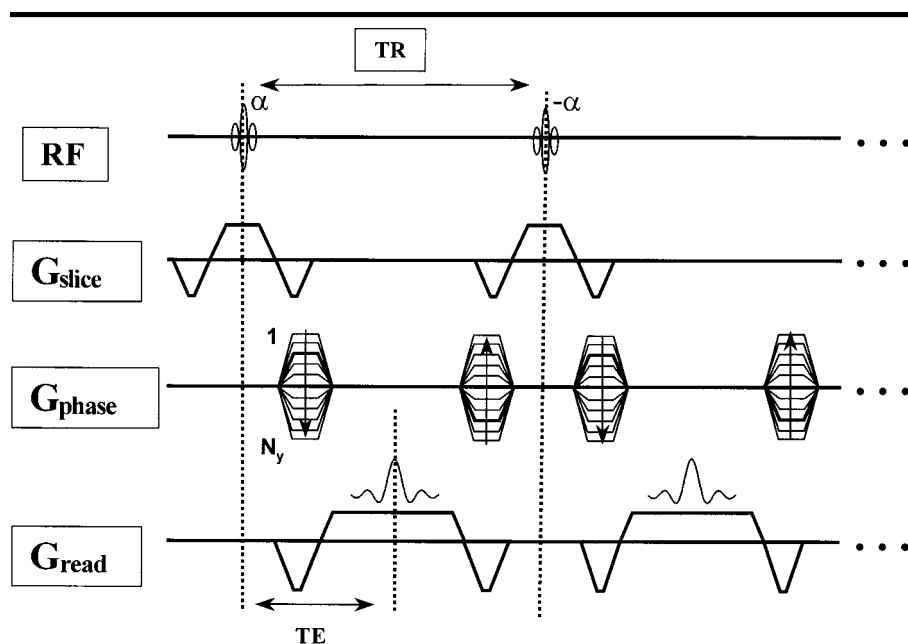 TR
α
-α
RF
• • •
Gslice
• • •
1
Gphase
• • •
Ny
Gread
• • •
TE